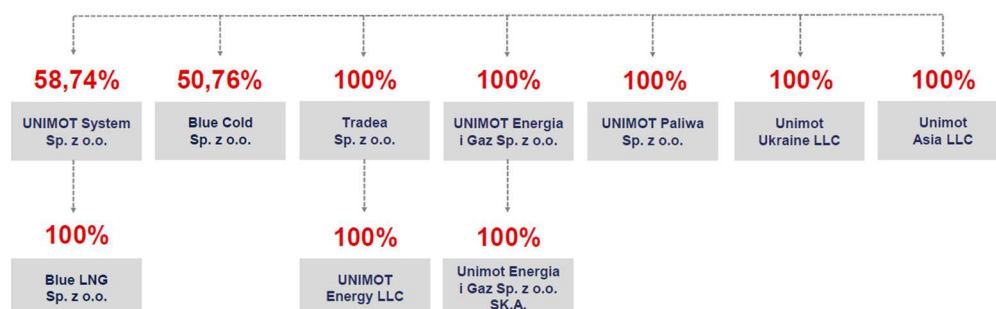 58,74%
50,76%
100%
100%
100%
100%
100%
UNIMOT System
Sp. z o.o.
Blue Cold
Sp. z o.o.
Tradea
Sp. z o.o.
UNIMOT Energia
i Gaz Sp. z o.o.
UNIMOT Paliwa
Sp. z o.o.
Unimot
Ukraine LLC
Unimot
Asia LLC
100%
100%
100%
Blue LNG
Sp. z o.o.
UNIMOT
Energy LLC
Unimot Energia
i Gaz Sp. z o.o.
SK.A.